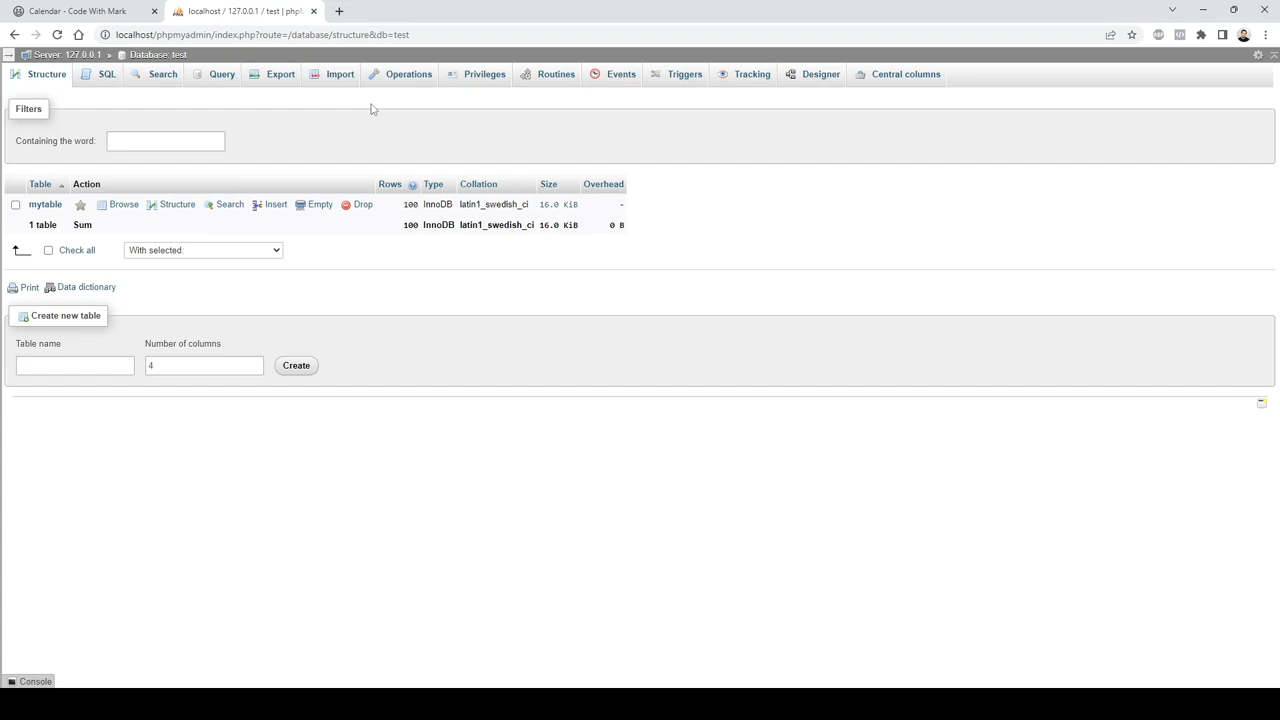 Calendar - Code With Mark
localhost / 127.0.0.1 / test | php
localhost/phpmyadmin/index.php?route=/database/structure&db=test
Server: 127.0.0.1 » Database: test
Structure SQL Search Query Export Import Operations Privileges Routines Events Triggers Tracking Designer Central columns
Filters
Containing the word:
Table Action Rows Type Collation Size Overhead
mytable Browse Structure Search Insert Empty Drop 100 InnoDB latin1_swedish_ci 16.0 KiB -
1 table Sum 100 InnoDB latin1_swedish_ci 16.0 KiB 0 B
Check all With selected:
Print Data dictionary
Create new table
Table name Number of columns
4 Create
Console